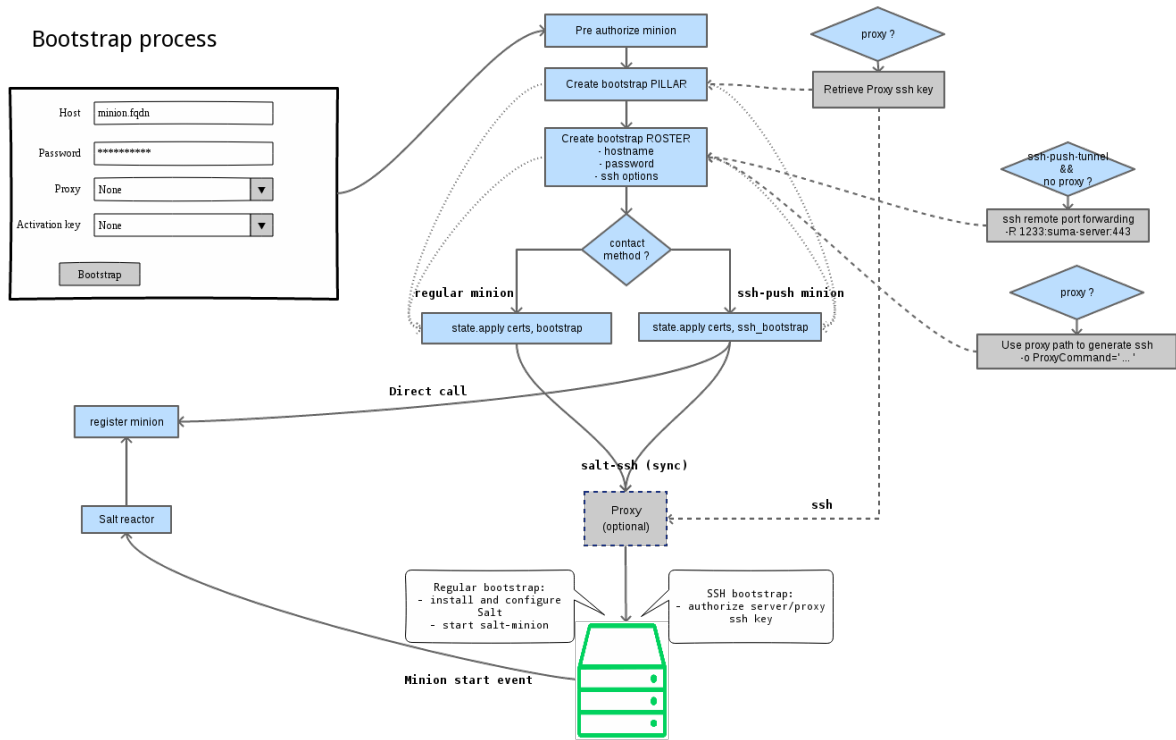 Bootstrap process
Host
minion.fqdn
Password
**********
Proxy
None
Activation key
None
Bootstrap
Pre authorize minion
Create bootstrap PILLAR
Create bootstrap ROSTER
- hostname
- password
- ssh options
contact
method ?
regular minion
ssh-push minion
state.apply certs, bootstrap
state.apply certs, ssh_bootstrap
proxy ?
Retrieve Proxy ssh key
ssh-push-tunnel
&&
no proxy ?
ssh remote port forwarding
-R 1233:suma-server:443
proxy ?
Use proxy path to generate ssh
-o ProxyCommand=' ... '
Direct call
register minion
Salt reactor
salt-ssh (sync)
Proxy
(optional)
ssh
Regular bootstrap:
- install and configure
Salt
- start salt-minion
SSH bootstrap:
- authorize server/proxy
ssh key
Minion start event